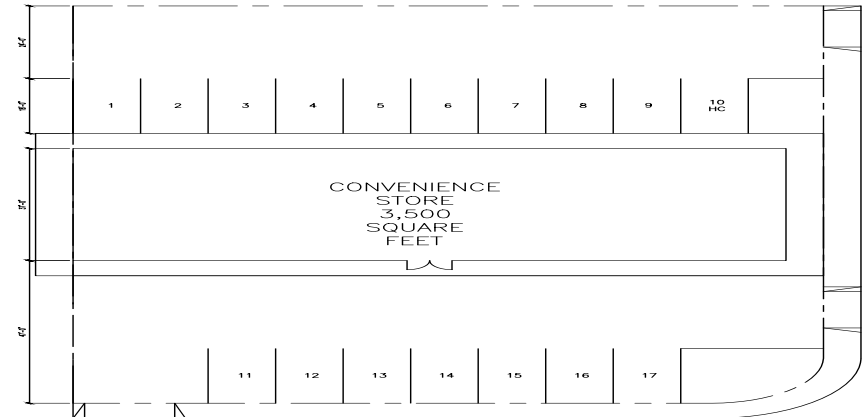 1 2 3 4 5 6 7 8 9 10
HC
CONVENIENCE
STORE
3,500
SQUARE
FEET
11 12 13 14 15 16 17